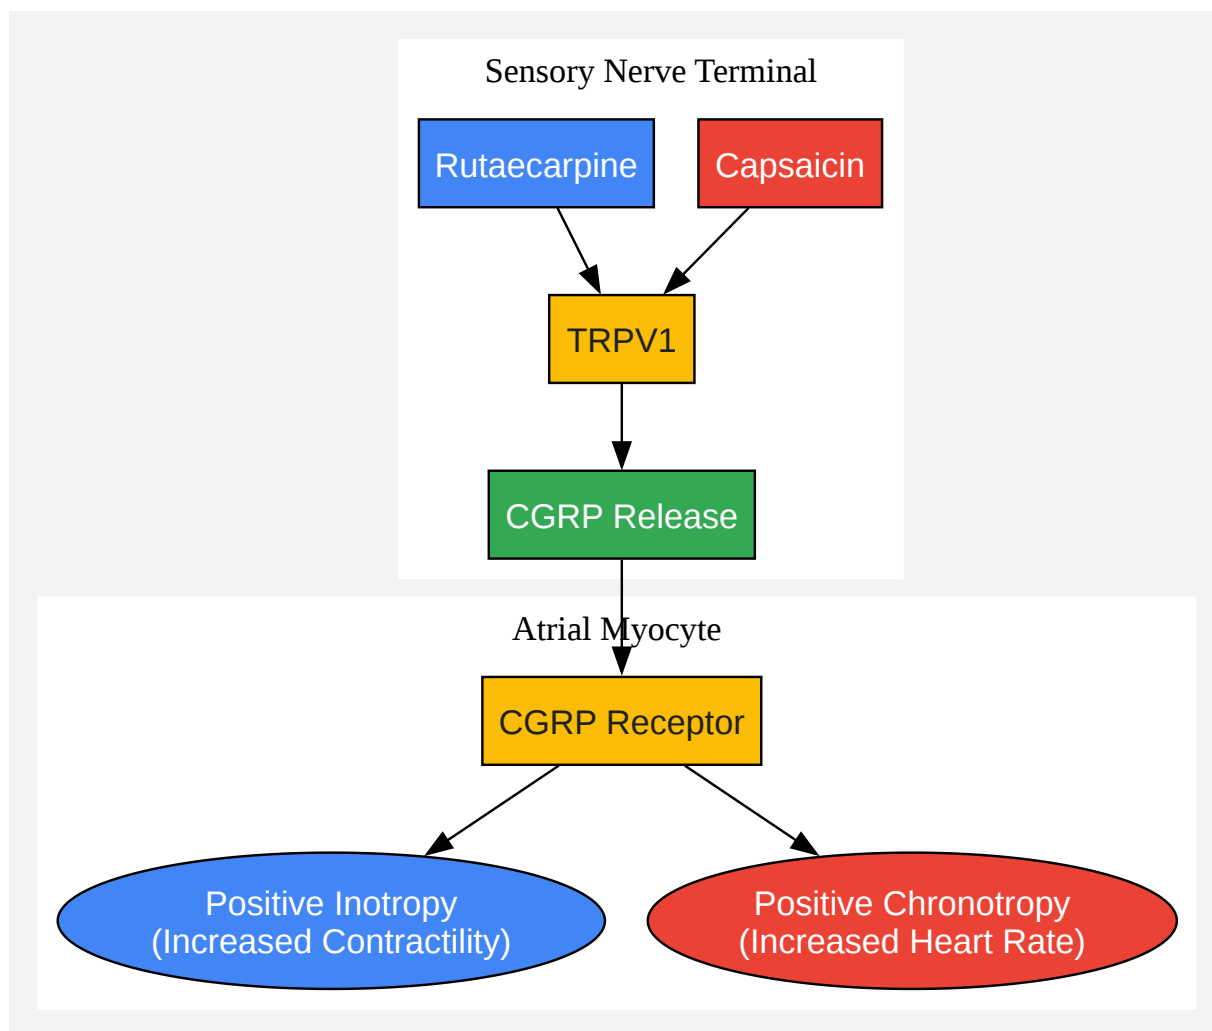 Sensory Nerve Terminal
Rutaecarpine
Capsaicin
TRPV1
CGRP Release
Atrial Myocyte
CGRP Receptor
Positive Inotropy
(Increased Contractility)
Positive Chronotropy
(Increased Heart Rate)